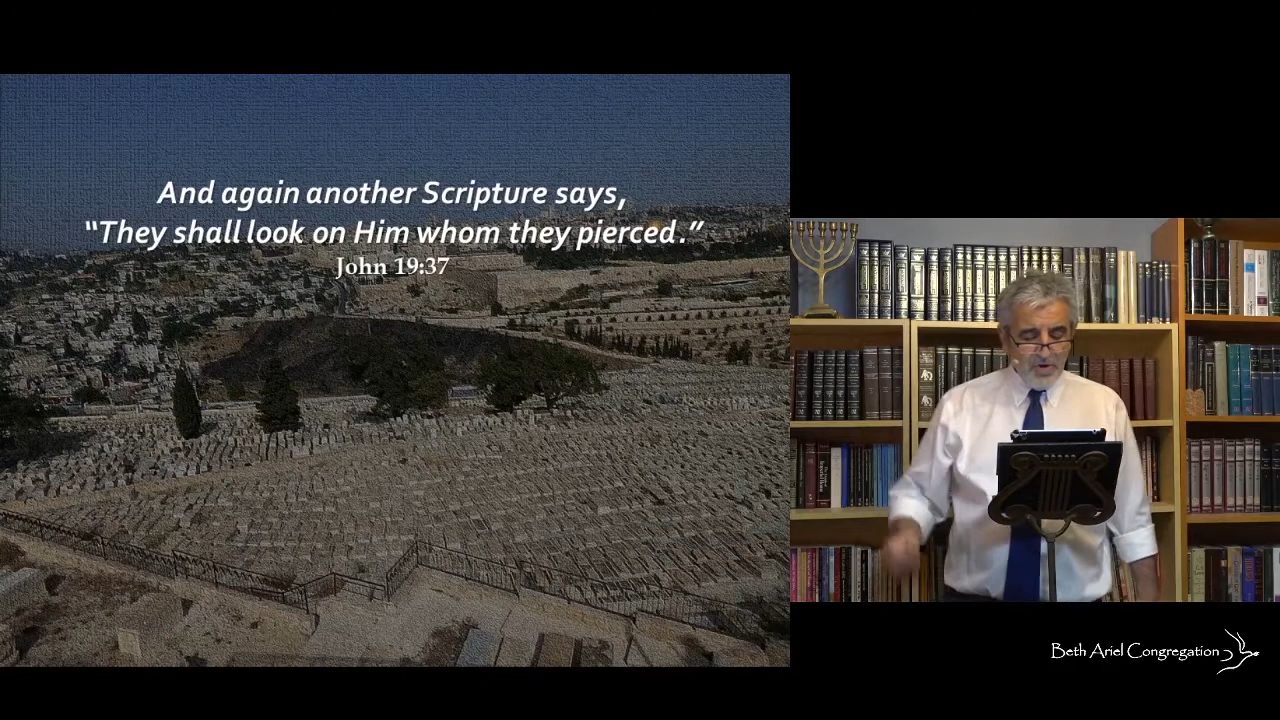 And again another Scripture says,
“They shall look on Him whom they pierced.”
John 19:37
Beth Ariel Congregation